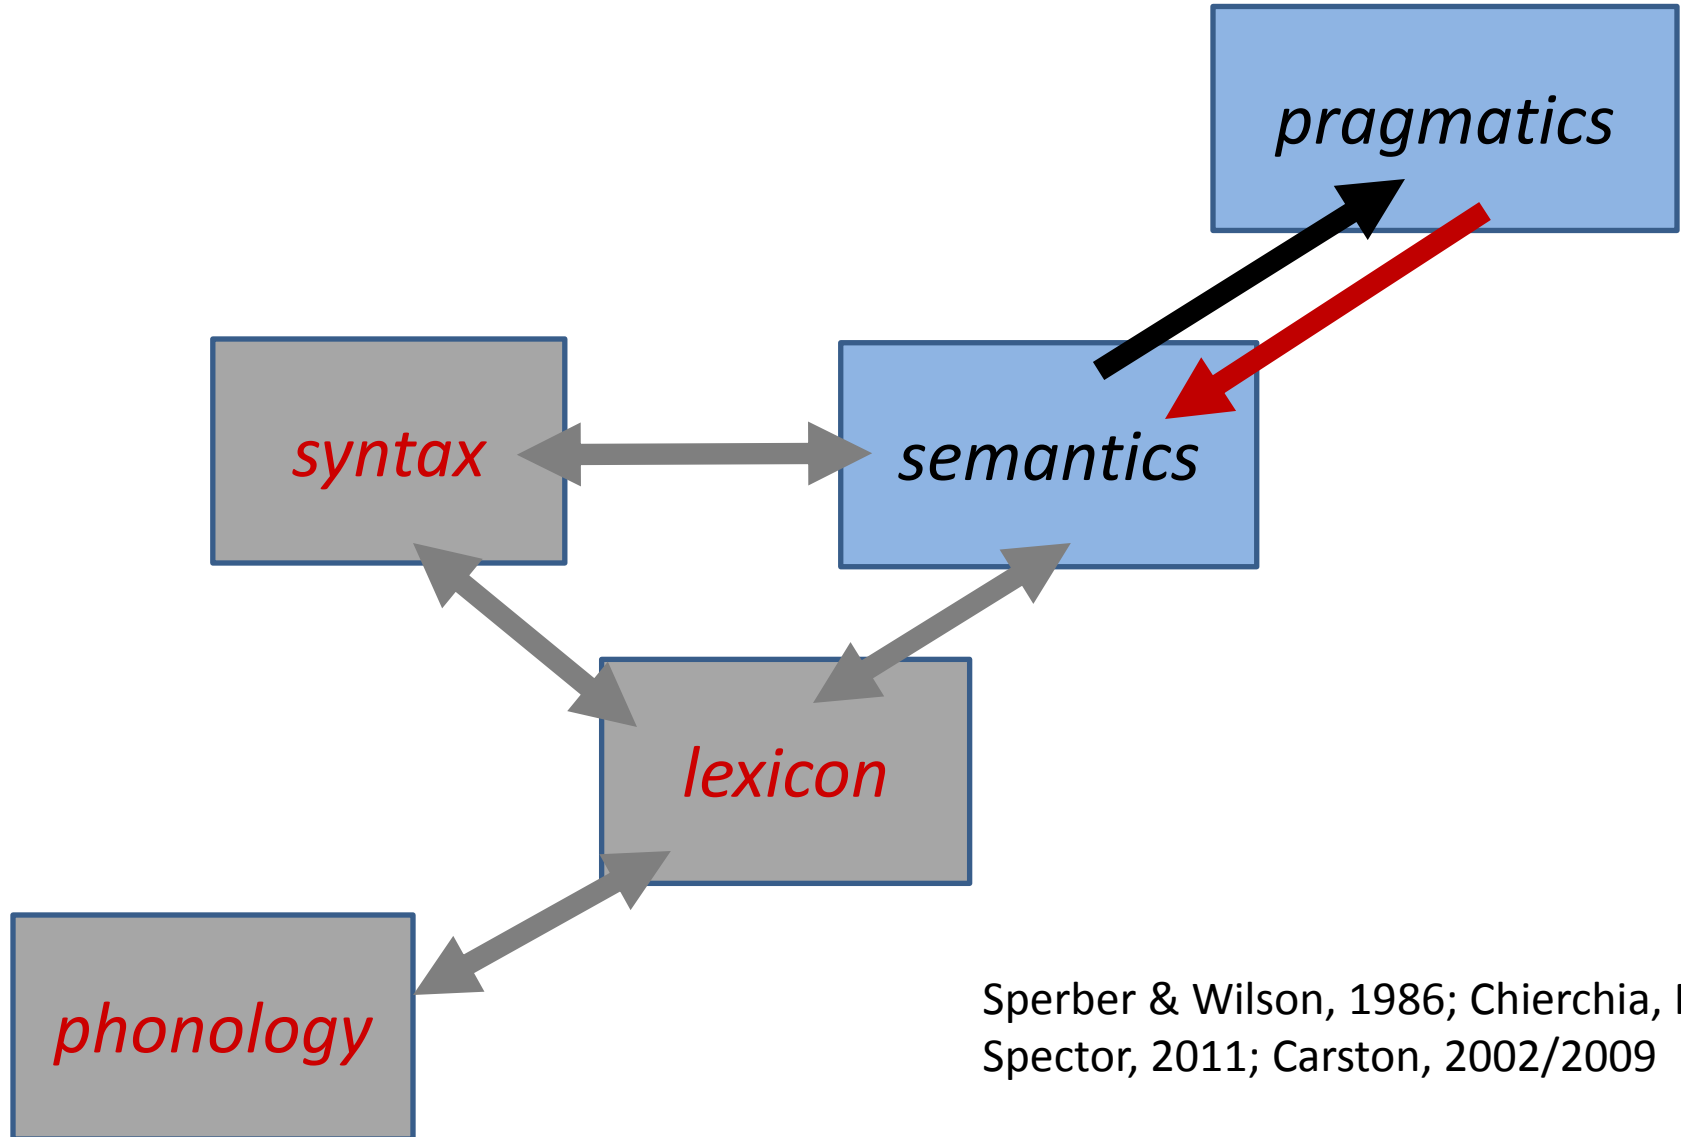 pragmatics
syntax
semantics
lexicon
phonology
Sperber & Wilson, 1986; Chierchia,
Spector, 2011; Carston, 2002/2009